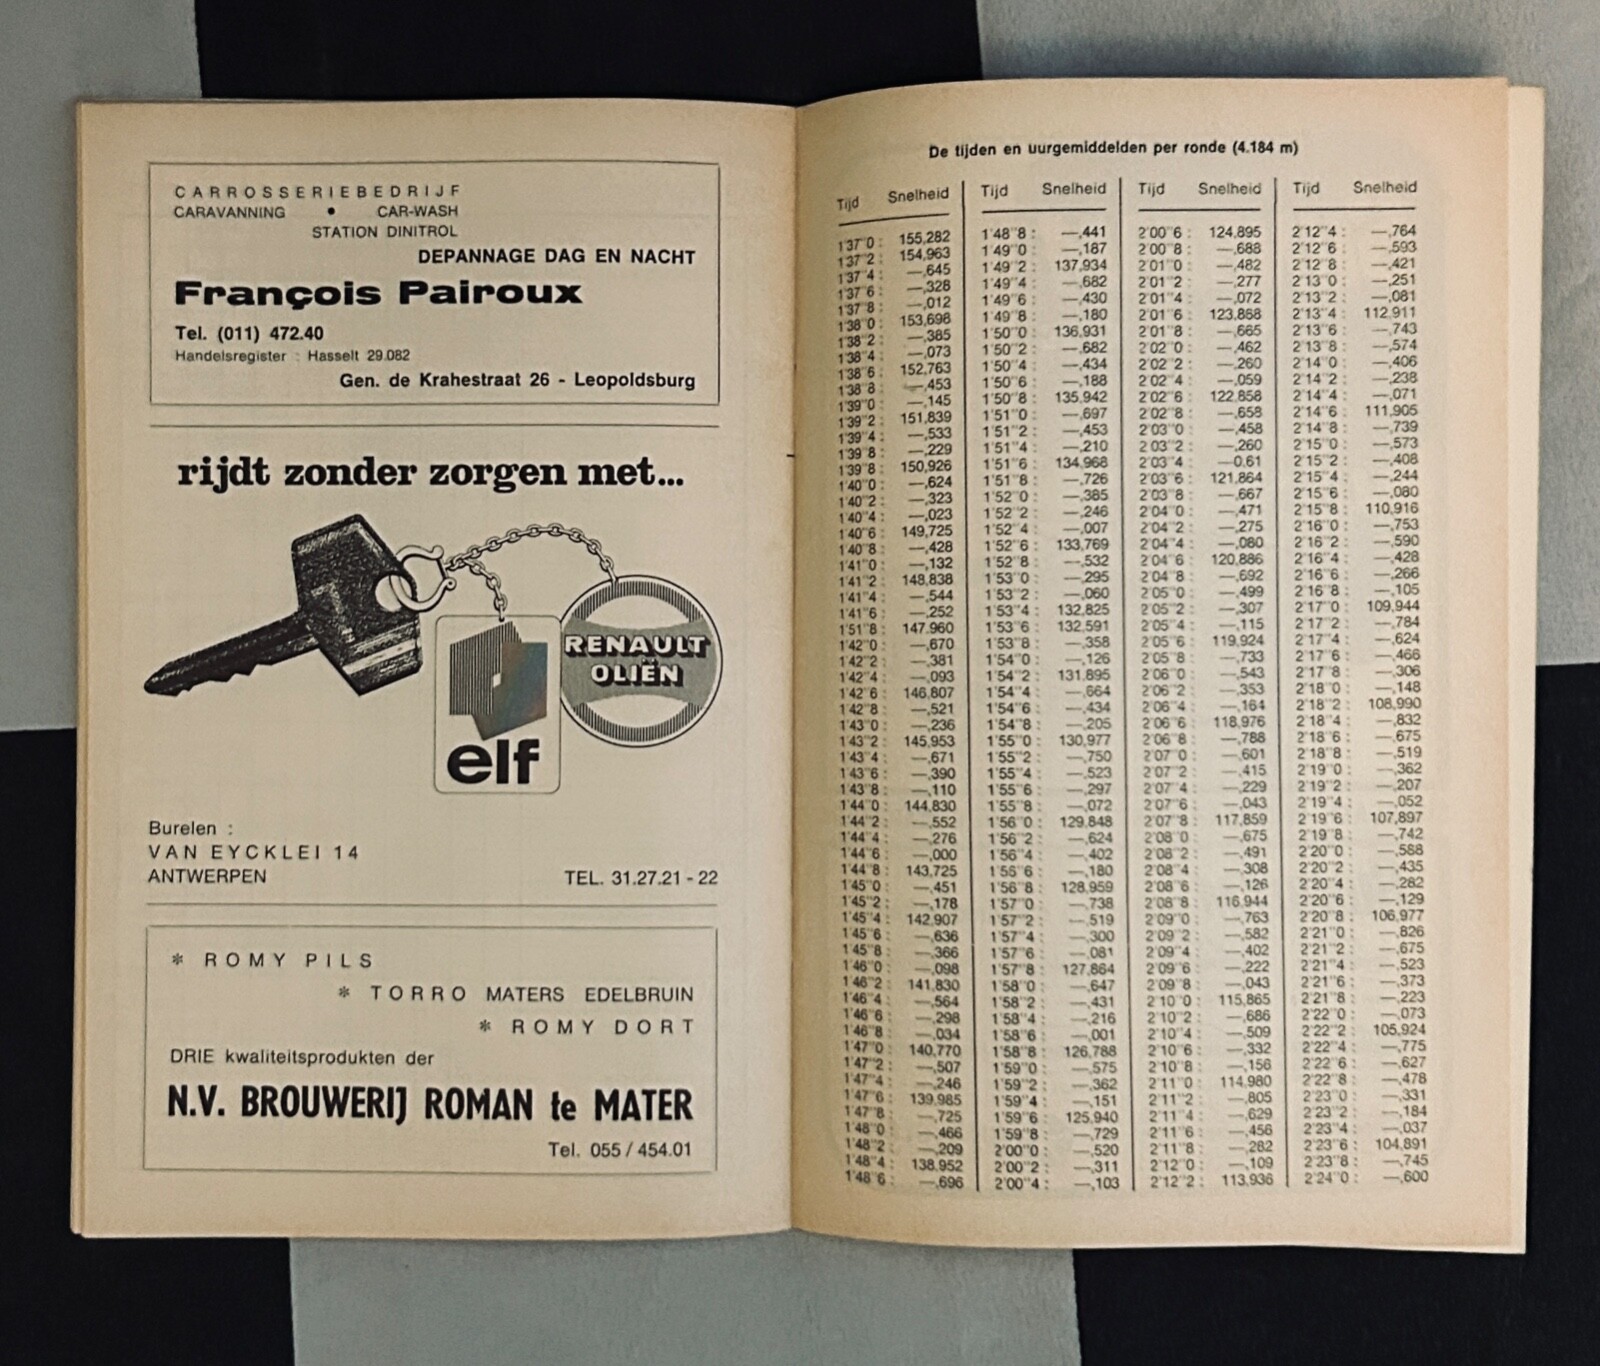 CARROSSERIEBEDRIJF
CARAVANNING • CAR-WASH
STATION DINITROL
DEPANNAGE DAG EN NACHT
François Pairoux
Tel. (011) 472.40
Handelsregister : Hasselt 29.082
Gen. de Krahestraat 26 - Leopoldsburg
rijdt zonder zorgen met...
RENAULT
OLIËN
elf
Burelen :
VAN EYCKLEI 14
ANTWERPEN
TEL. 31.27.21 - 22
* ROMY PILS
* TORRO MATERS EDELBRUIN
* ROMY DORT
DRIE kwaliteitsprodukten der
N.V. BROUWERIJ ROMAN te MATER
Tel. 055 / 454.01
De tijden en uurgemiddelden per ronde (4.184 m)
Tijd Snelheid
1'37"0 : 155,282
1'37"2 : 154,963
1'37"4 : —,645
1'37"6 : —,328
1'37"8 : —,012
1'38"0 : 153,698
1'38"2 : —,385
1'38"4 : —,073
1'38"6 : 152,763
1'38"8 : —,453
1'39"0 : —,145
1'39"2 : 151,839
1'39"4 : —,533
1'39"8 : —,229
1'39"8 : 150,926
1'40"0 : —,624
1'40"2 : —,323
1'40"4 : —,023
1'40"6 : 149,725
1'40"8 : —,428
1'41"0 : —,132
1'41"2 : 148,838
1'41"4 : —,544
1'41"6 : —,252
1'51"8 : 147.960
1'42"0 : —,670
1'42"2 : —,381
1'42"4 : —,093
1'42"6 : 146,807
1'42"8 : —,521
1'43"0 : —,236
1'43"2 : 145,953
1'43"4 : —,671
1'43"6 : —,390
1'43"8 : —,110
1'44"0 : 144,830
1'44"2 : —,552
1'44"4 : —,276
1'44"6 : —,000
1'44"8 : 143,725
1'45"0 : —,451
1'45"2 : —,178
1'45"4 : 142,907
1'45"6 : —,636
1'45"8 : —,366
1'46"0 : —,098
1'46"2 : 141,830
1'46"4 : —,564
1'46"6 : —,298
1'46"8 : —,034
1'47"0 : 140,770
1'47"2 : —,507
1'47"4 : —,246
1'47"6 : 139,985
1'47"8 : —,725
1'48"0 : —,466
1'48"2 : —,209
1'48"4 : 138,952
1'48"6 : —,696
Tijd Snelheid
1'48"8 : —,441
1'49"0 : —,187
1'49"2 : 137,934
1'49"4 : —,682
1'49"6 : —,430
1'49"8 : —,180
1'50"0 : 136,931
1'50"2 : —,682
1'50"4 : —,434
1'50"6 : —,188
1'50"8 : 135,942
1'51"0 : —,697
1'51"2 : —,453
1'51"4 : —,210
1'51"6 : 134,968
1'51"8 : —,726
1'52"0 : —,385
1'52"2 : —,246
1'52"4 : —,007
1'52"6 : 133,769
1'52"8 : —,532
1'53"0 : —,295
1'53"2 : —,060
1'53"4 : 132,825
1'53"6 : 132,591
1'53"8 : —,358
1'54"0 : —,126
1'54"2 : 131,895
1'54"4 : —,664
1'54"6 : —,434
1'54"8 : —,205
1'55"0 : 130,977
1'55"2 : —,750
1'55"4 : —,523
1'55"6 : —,297
1'55"8 : —,072
1'56"0 : 129,848
1'56"2 : —,624
1'56"4 : —,402
1'56"6 : —,180
1'56"8 : 128,959
1'57"0 : —,738
1'57"2 : —,519
1'57"4 : —,300
1'57"6 : —,081
1'57"8 : 127,864
1'58"0 : —,647
1'58"2 : —,431
1'58"4 : —,216
1'58"6 : —,001
1'58"8 : 126,788
1'59"0 : —,575
1'59"2 : —,362
1'59"4 : —,151
1'59"6 : 125,940
1'59"8 : —,729
2'00"0 : —,520
2'00"2 : —,311
2'00"4 : —,103
Tijd Snelheid
2'00"6 : 124,895
2'00"8 : —,688
2'01"0 : —,482
2'01"2 : —,277
2'01"4 : —,072
2'01"6 : 123,868
2'01"8 : —,665
2'02"0 : —,462
2'02"2 : —,260
2'02"4 : —,059
2'02"6 : 122,858
2'02"8 : —,658
2'03"0 : —,458
2'03"2 : —,260
2'03"4 : —0.61
2'03"6 : 121,864
2'03"8 : —,667
2'04"0 : —,471
2'04"2 : —,275
2'04"4 : —,080
2'04"6 : 120,886
2'04"8 : —,692
2'05"0 : —,499
2'05"2 : —,307
2'05"4 : —,115
2'05"6 : 119,924
2'05"8 : —,733
2'06"0 : —,543
2'06"2 : —,353
2'06"4 : —,164
2'06"6 : 118,976
2'06"8 : —,788
2'07"0 : —,601
2'07"2 : —,415
2'07"4 : —,229
2'07"6 : —,043
2'07"8 : 117,859
2'08"0 : —,675
2'08"2 : —,491
2'08"4 : —,308
2'08"6 : —,126
2'08"8 : 116,944
2'09"0 : —,763
2'09"2 : —,582
2'09"4 : —,402
2'09"6 : —,222
2'09"8 : —,043
2'10"0 : 115,865
2'10"2 : —,686
2'10"4 : —,509
2'10"6 : —,332
2'10"8 : —,156
2'11"0 : 114,980
2'11"2 : —,805
2'11"4 : —,629
2'11"6 : —,456
2'11"8 : —,282
2'12"0 : —,109
2'12"2 : 113,936
Tijd Snelheid
2'12"4 : —,764
2'12"6 : —,593
2'12"8 : —,421
2'13"0 : —,251
2'13"2 : —,081
2'13"4 : 112,911
2'13"6 : —,743
2'13"8 : —,574
2'14"0 : —,406
2'14"2 : —,238
2'14"4 : —,071
2'14"6 : 111,905
2'14"8 : —,739
2'15"0 : —,573
2'15"2 : —,408
2'15"4 : —,244
2'15"6 : —,080
2'15"8 : 110,916
2'16"0 : —,753
2'16"2 : —,590
2'16"4 : —,428
2'16"6 : —,266
2'16"8 : —,105
2'17"0 : 109,944
2'17"2 : —,784
2'17"4 : —,624
2'17"6 : —,466
2'17"8 : —,306
2'18"0 : —,148
2'18"2 : 108,990
2'18"4 : —,832
2'18"6 : —,675
2'18"8 : —,519
2'19"0 : —,362
2'19"2 : —,207
2'19"4 : —,052
2'19"6 : 107,897
2'19"8 : —,742
2'20"0 : —,588
2'20"2 : —,435
2'20"4 : —,282
2'20"6 : —,129
2'20"8 : 106,977
2'21"0 : —,826
2'21"2 : —,675
2'21"4 : —,523
2'21"6 : —,373
2'21"8 : —,223
2'22"0 : —,073
2'22"2 : 105,924
2'22"4 : —,775
2'22"6 : —,627
2'22"8 : —,478
2'23"0 : —,331
2'23"2 : —,184
2'23"4 : —,037
2'23"6 : 104,891
2'23"8 : —,745
2'24"0 : —,600